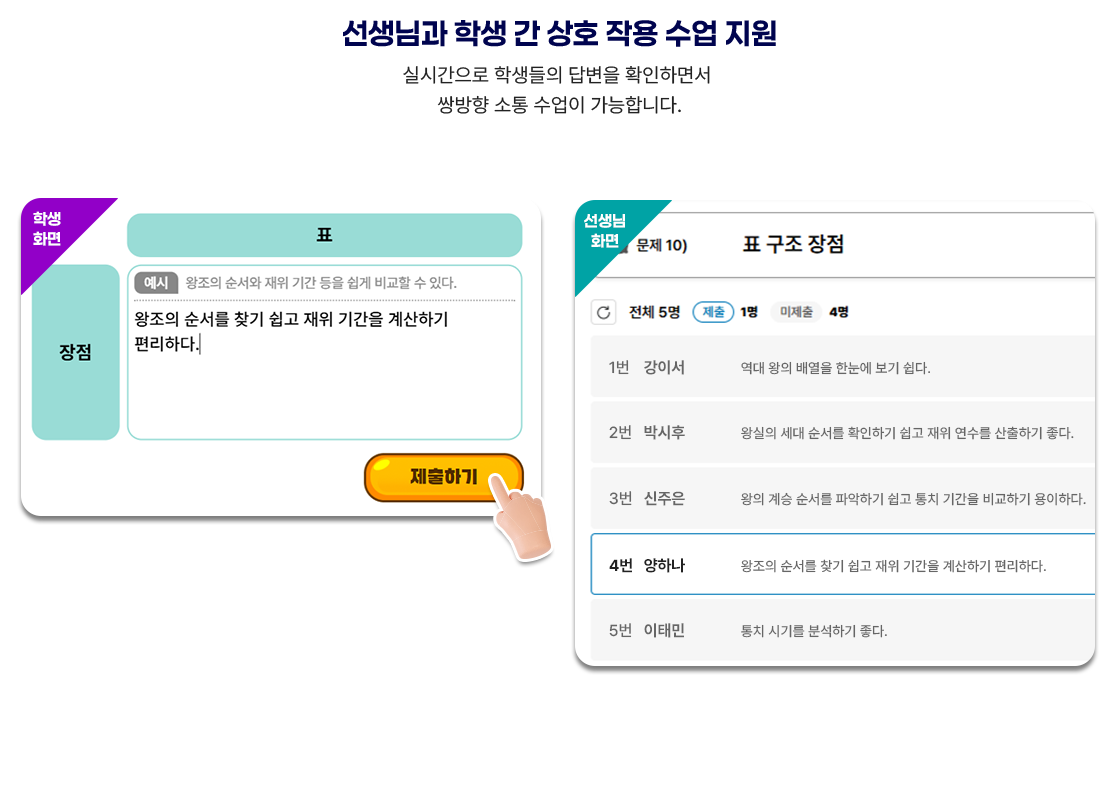 선생님과 학생 간 상호 작용 수업 지원
실시간으로 학생들의 답변을 확인하면서
쌍방향 소통 수업이 가능합니다.
학생
화면
표
장점
예시 왕조의 순서와 재위 기간 등을 쉽게 비교할 수 있다.
왕조의 순서를 찾기 쉽고 재위 기간을 계산하기
편리하다.
제출하기
선생님
화면
문제 10) 표 구조 장점
전체 5명 제출 1명 미제출 4명
1번 강이서 역대 왕의 배열을 한눈에 보기 쉽다.
2번 박시후 왕실의 세대 순서를 확인하기 쉽고 재위 연수를 산출하기 좋다.
3번 신주은 왕의 계승 순서를 파악하기 쉽고 통치 기간을 비교하기 용이하다.
4번 양하나 왕조의 순서를 찾기 쉽고 재위 기간을 계산하기 편리하다.
5번 이태민 통치 시기를 분석하기 좋다.